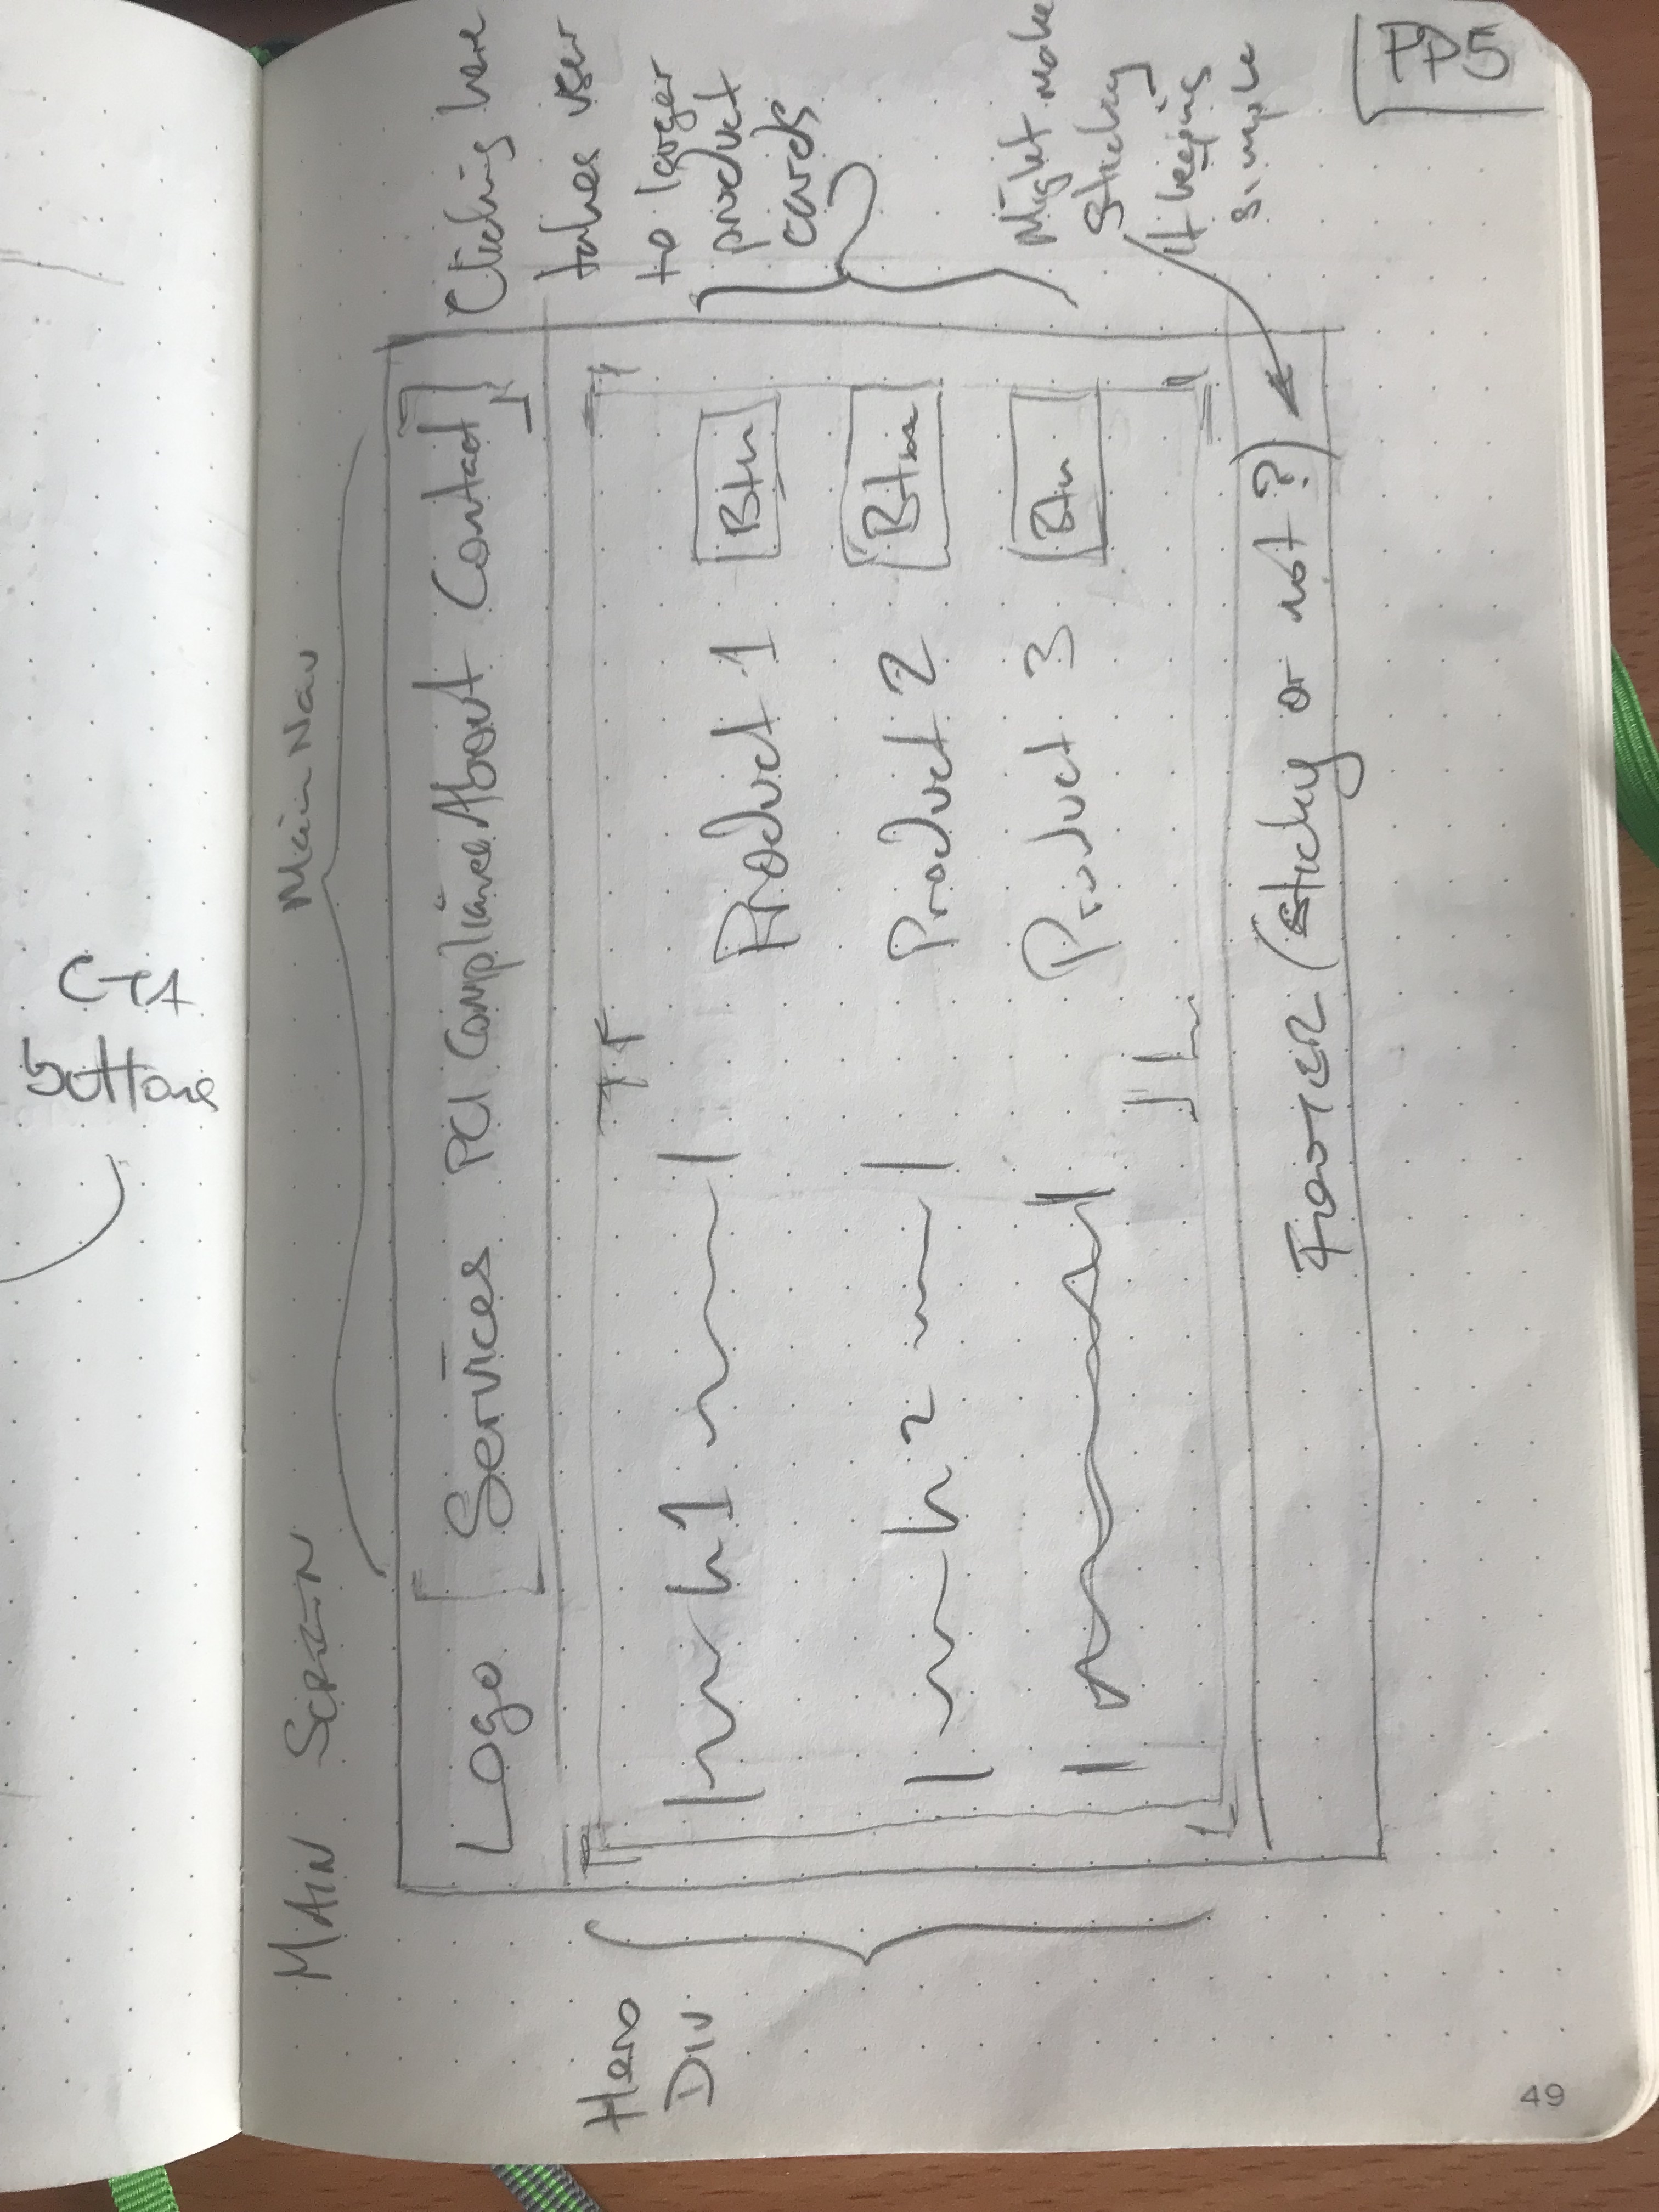 CTA
buttons
PP5
MAIN SCREEN
Main Nav
Logo Services PCI Compliance About Contact
Clicking here
takes user
to larger
product
cards
Hero
Div
h1
Product 1 Btn
h2
Product 2 Btn
Product 3 Btn
Might make
sticky
if keeping
simple
FOOTER (sticky or not?)
49